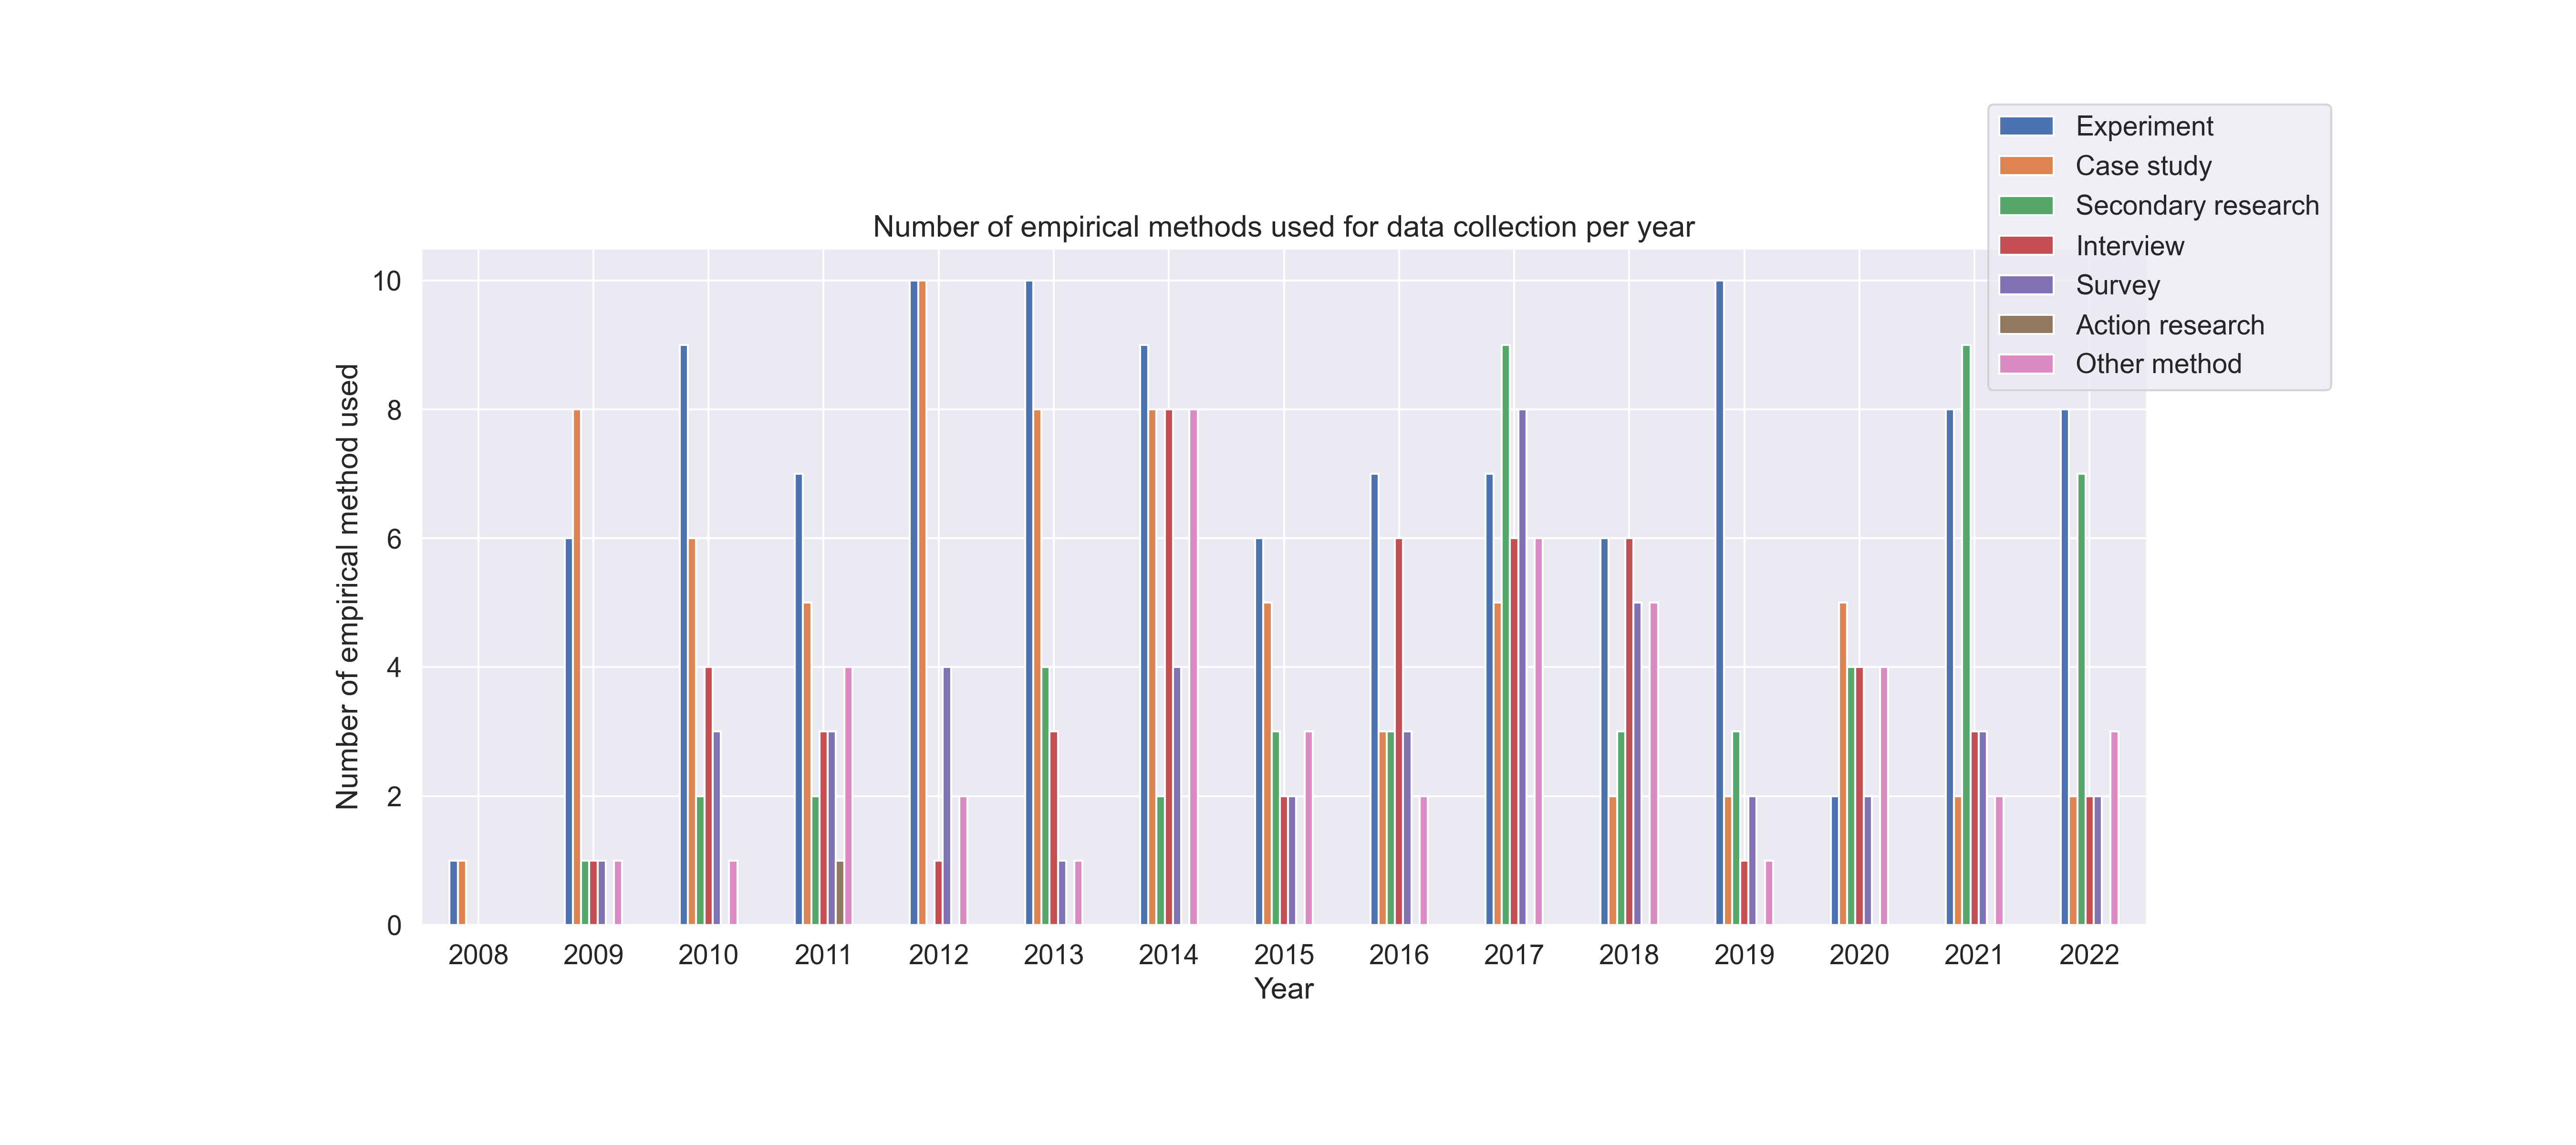 Experiment
Case study
Secondary research
Interview
Survey
Action research
Other method
Number of empirical methods used for data collection per year
Number of empirical method used
10
8
6
4
2
0
2008 2009 2010 2011 2012 2013 2014 2015 2016 2017 2018 2019 2020 2021 2022
Year